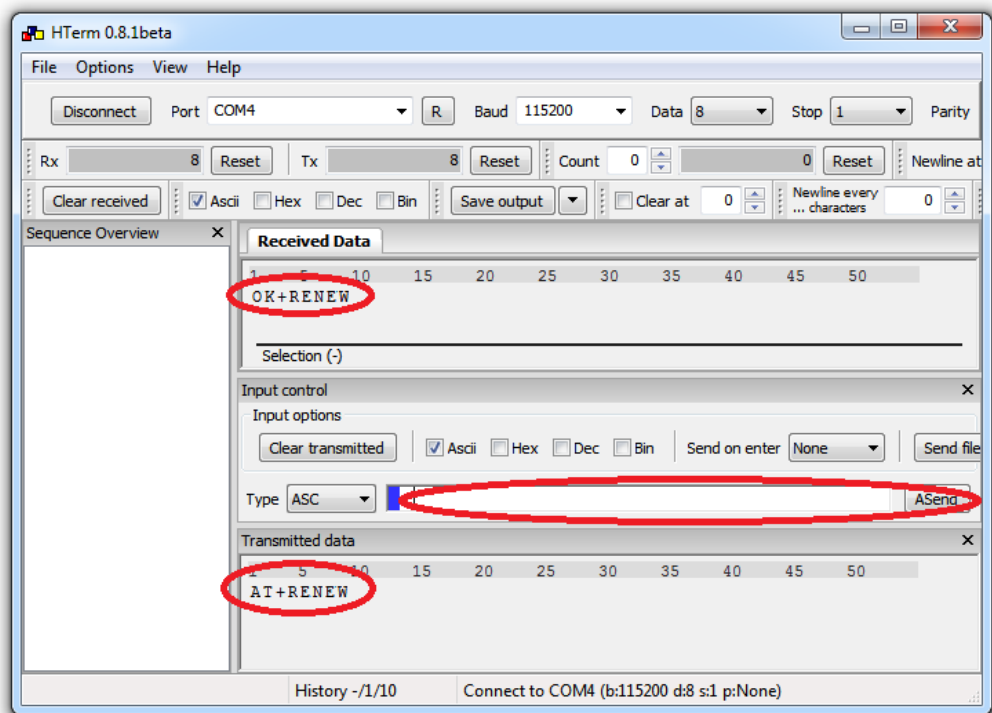 HTerm 0.8.1beta
File Options View Help
Disconnect Port COM4 R Baud 115200 Data 8 Stop 1 Parity
Rx 8 Reset Tx 8 Reset Count 0 0 Reset Newline at
Clear received Ascii Hex Dec Bin Save output Clear at 0 Newline every
... characters 0
Sequence Overview X Received Data
1 5 10 15 20 25 30 35 40 45 50
OK+RENEW
Selection (-)
Input control X
Input options
Clear transmitted Ascii Hex Dec Bin Send on enter None Send file
Type ASC ASend
Transmitted data X
1 5 10 15 20 25 30 35 40 45 50
AT+RENEW
History -/1/10 Connect to COM4 (b:115200 d:8 s:1 p:None)